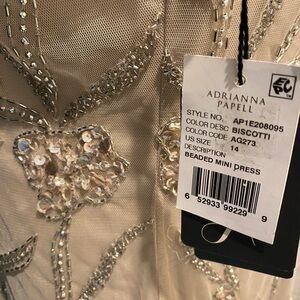 ADRIANNA
PAPELL
STYLE NO. AP1E208095
COLOR DESC BISCOTTI
COLOR CODE AG273
US SIZE 14
DESCRIPTION
BEADED MINI DRESS
6 52933 99229 9